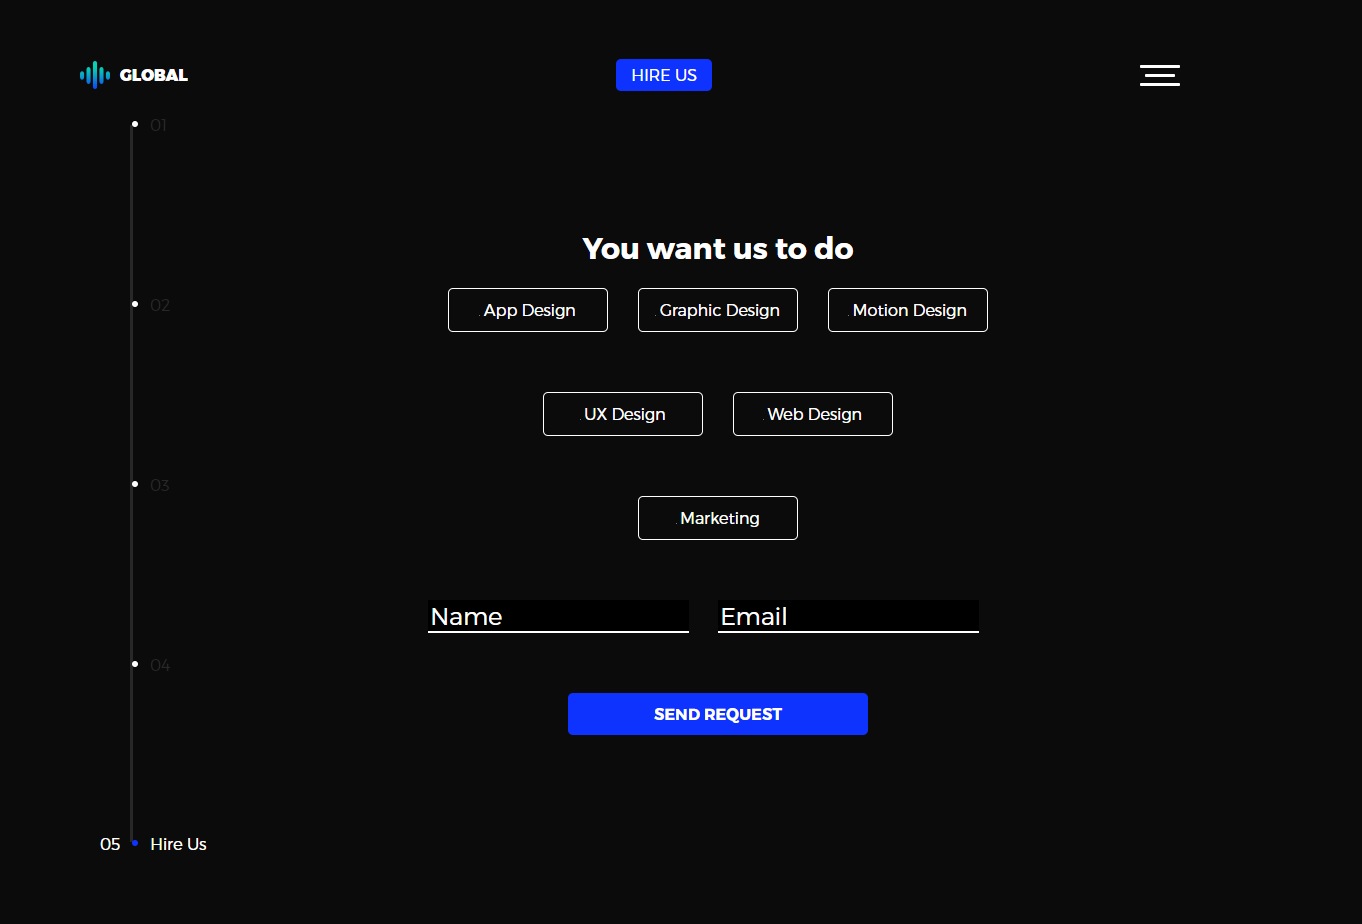 GLOBAL
HIRE US
01
You want us to do
02
App Design
Graphic Design
Motion Design
UX Design
Web Design
03
Marketing
Name
Email
04
SEND REQUEST
05
Hire Us